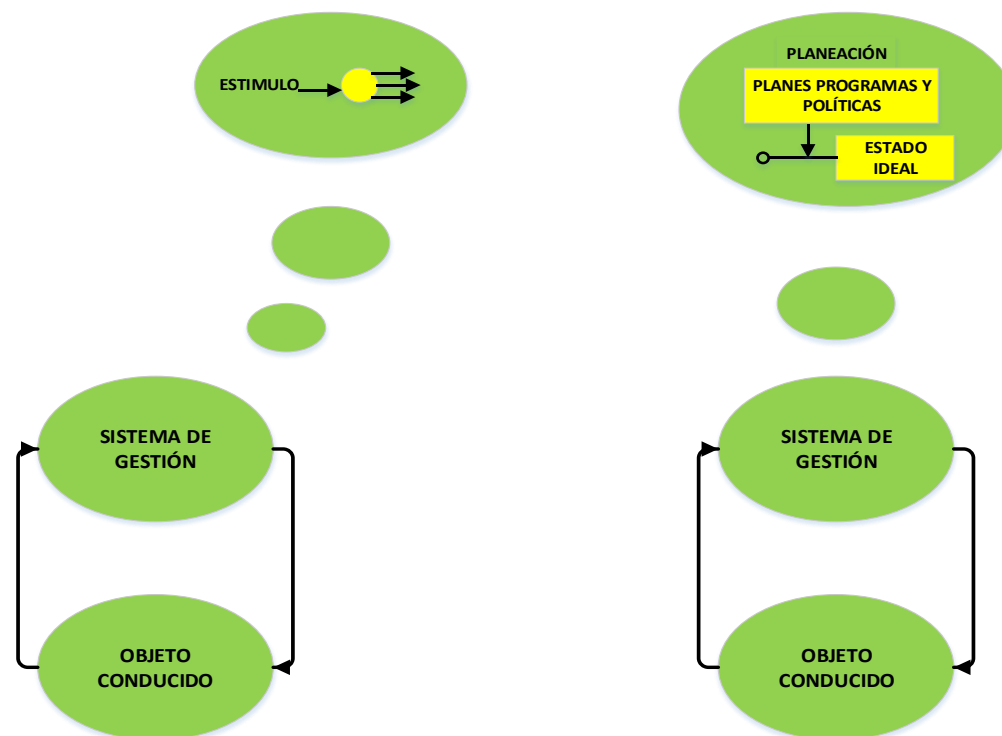 ESTIMULO
PLANEACIÓN
PLANES PROGRAMAS Y
POLÍTICAS
ESTADO
IDEAL
SISTEMA DE
GESTIÓN
OBJETO
CONDUCIDO
SISTEMA DE
GESTIÓN
OBJETO
CONDUCIDO